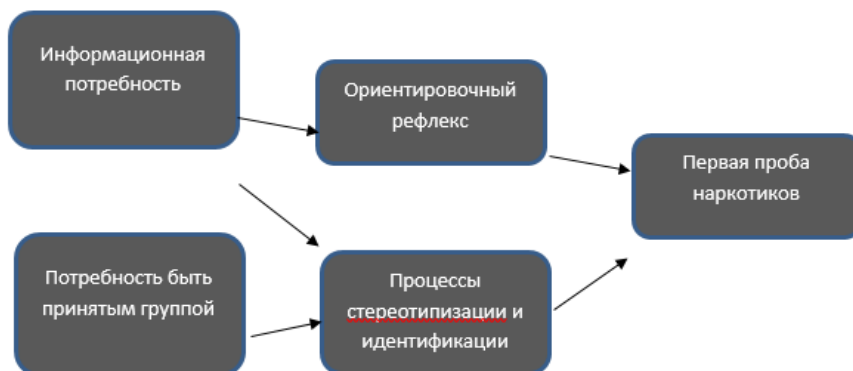 Информационная
потребность
Ориентировочный
рефлекс
Первая проба
наркотиков
Потребность быть
принятым группой
Процессы
стереотипизации и
идентификации